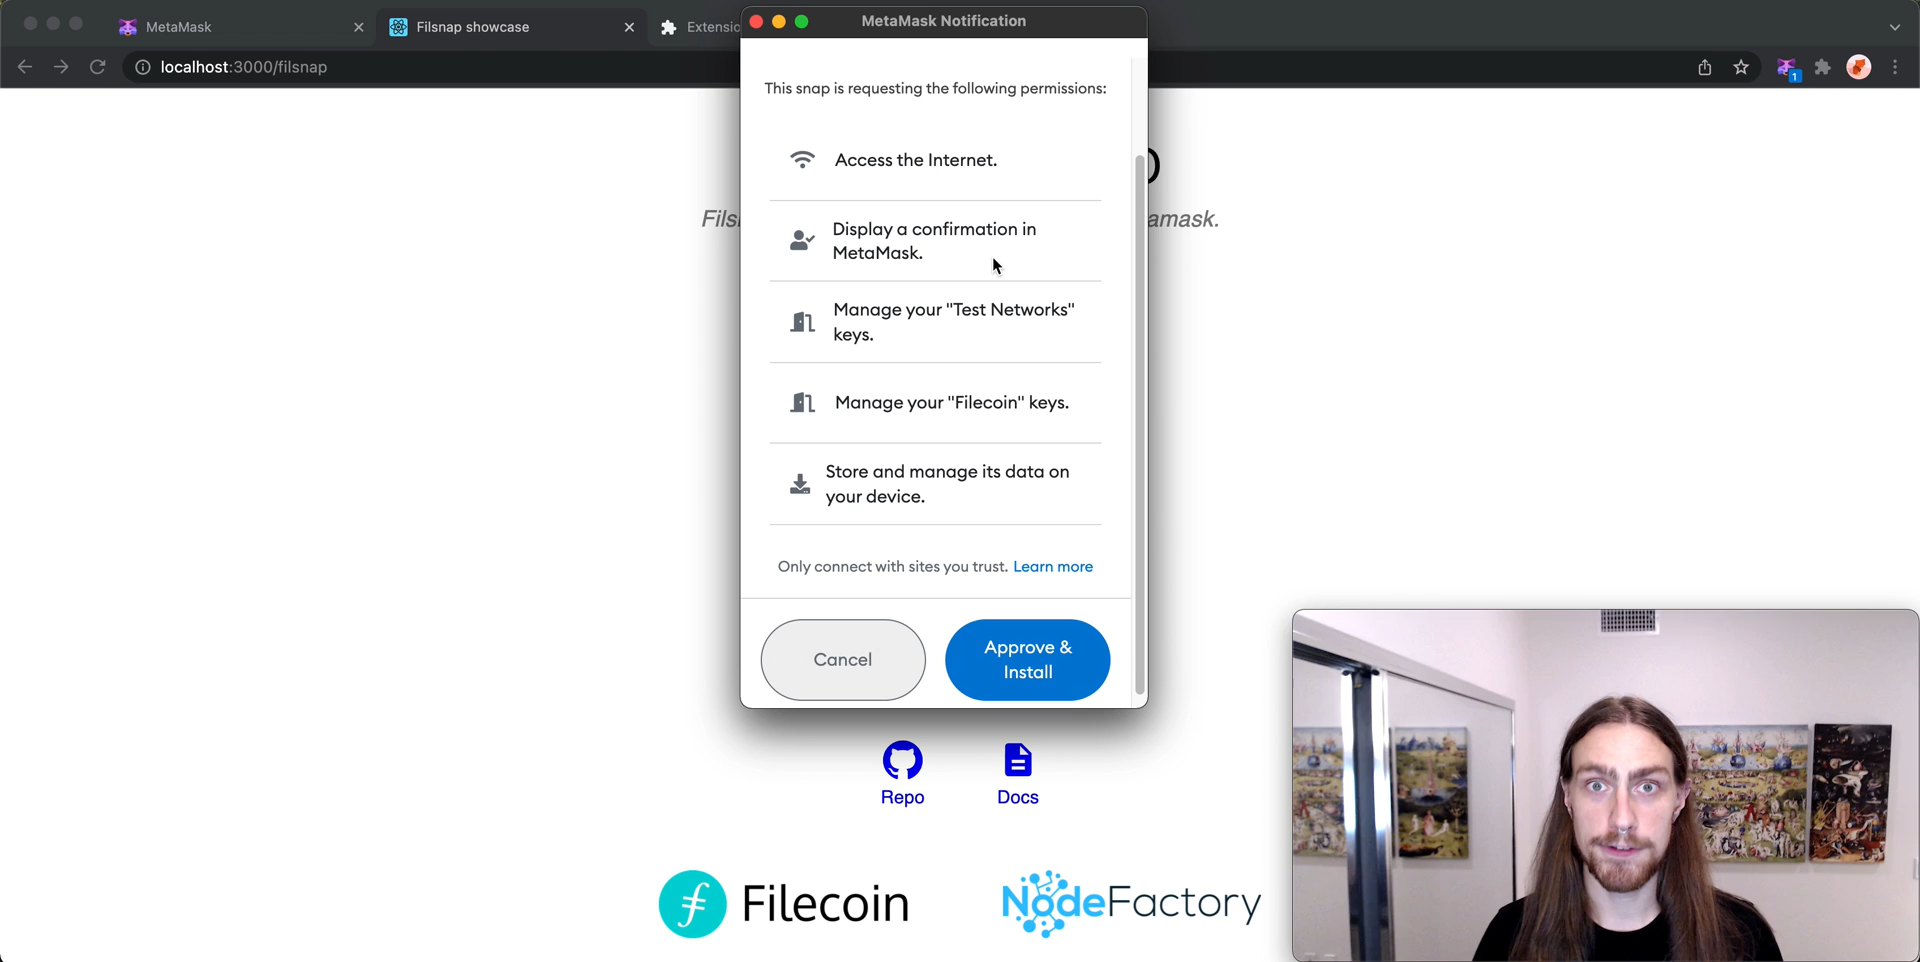 MetaMask
Filsnap showcase
Extensio
MetaMask Notification
localhost:3000/filsnap
1
This snap is requesting the following permissions:
Access the Internet.
Display a confirmation in
MetaMask.
Manage your "Test Networks"
keys.
Manage your "Filecoin" keys.
Store and manage its data on
your device.
Only connect with sites you trust. Learn more
Cancel
Approve &
Install
Fils
amask.
Repo
Docs
Filecoin
NodeFactory